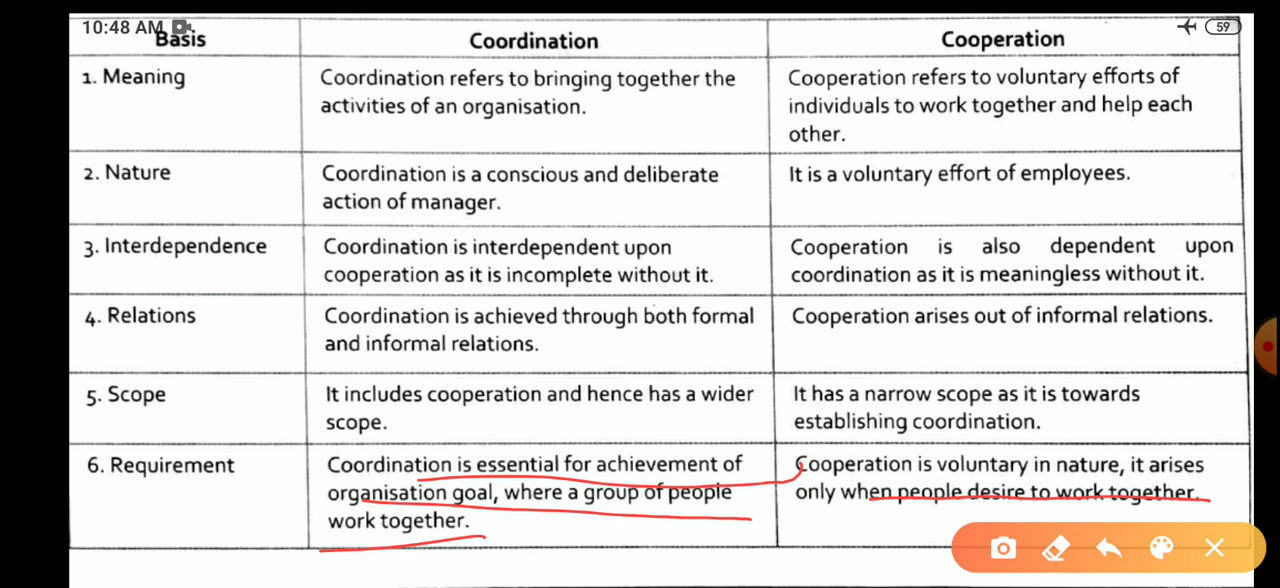 10:48 AM
59
Basis
Coordination
Cooperation
1. Meaning
Coordination refers to bringing together the
activities of an organisation.
Cooperation refers to voluntary efforts of
individuals to work together and help each
other.
2. Nature
Coordination is a conscious and deliberate
action of manager.
It is a voluntary effort of employees.
3. Interdependence
Coordination is interdependent upon
cooperation as it is incomplete without it.
Cooperation is also dependent upon
coordination as it is meaningless without it.
4. Relations
Coordination is achieved through both formal
and informal relations.
Cooperation arises out of informal relations.
5. Scope
It includes cooperation and hence has a wider
scope.
It has a narrow scope as it is towards
establishing coordination.
6. Requirement
Coordination is essential for achievement of
organisation goal, where a group of people
work together.
Cooperation is voluntary in nature, it arises
only when people desire to work together.